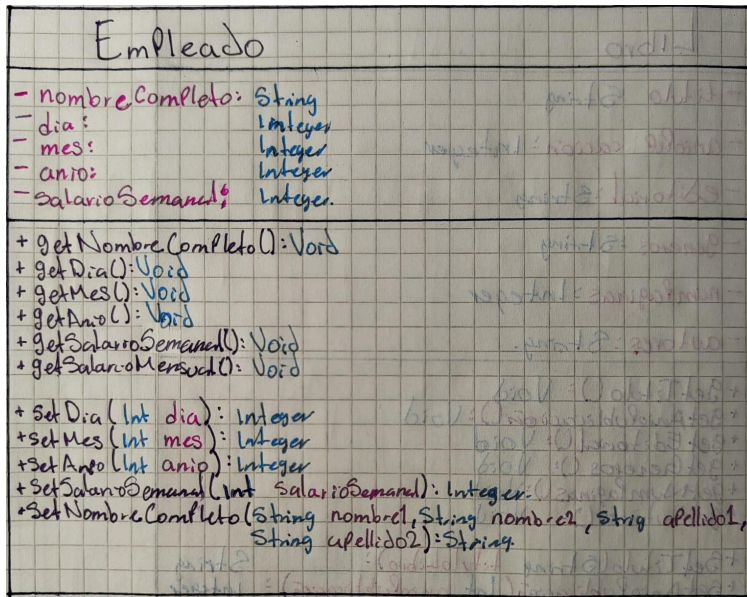 EmPleado
- nombreCompleto: String
- dia: Integer
- mes: Integer
- anio: Integer
- SalarioSemanal: Integer.
+ getNombreCompleto(): Void
+ getDia(): Void
+ getMes(): Void
+ getAnio(): Void
+ getSalarioSemanal(): Void
+ getSalarioMensual(): Void
+ SetDia(Int dia): Integer
+ SetMes(Int mes): Integer
+ SetAnio(Int anio): Integer
+ SetSalarioSemanal(Int SalarioSemanal): Integer.
+ SetNombreCompleto(String nombre1, String nombre2, Strig aPellido1,
String aPellido2): String.